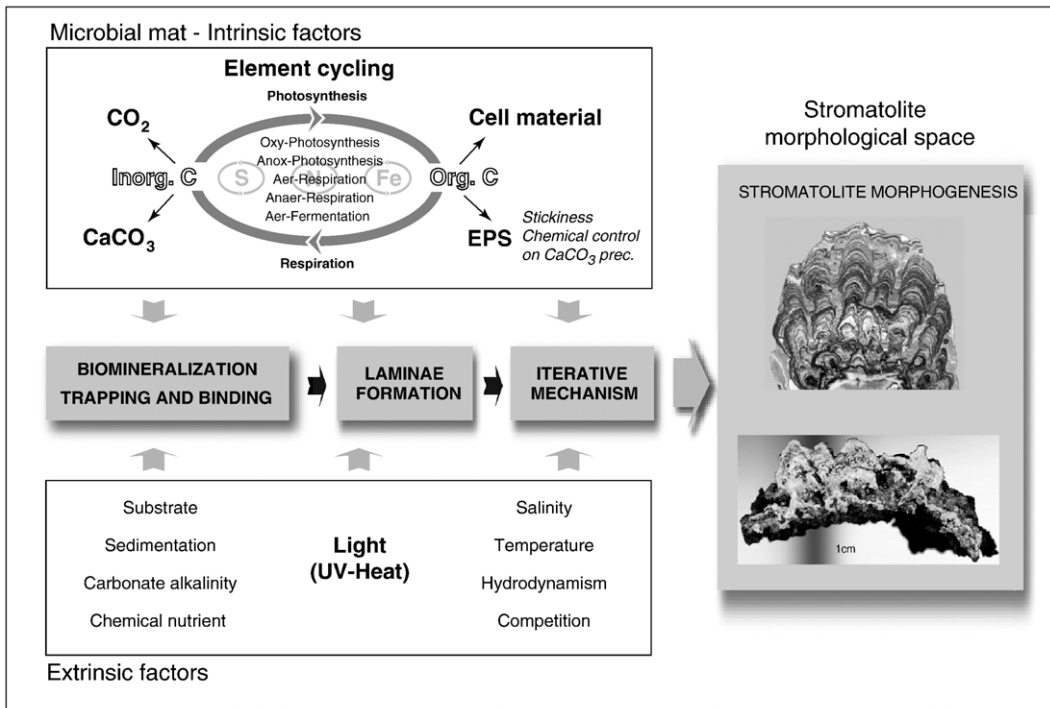 Microbial mat - Intrinsic factors
Element cycling
Photosynthesis
CO2
Cell material
Oxy-Photosynthesis
Anox-Photosynthesis
Inorg. C
S
N
Fe
Org. C
Aer-Respiration
Anaer-Respiration
Aer-Fermentation
CaCO3
EPS
Stickiness
Chemical control
on CaCO3 prec.
Respiration
BIOMINERALIZATION
TRAPPING AND BINDING
LAMINAE
FORMATION
ITERATIVE
MECHANISM
Substrate
Sedimentation
Carbonate alkalinity
Chemical nutrient
Light
(UV-Heat)
Salinity
Temperature
Hydrodynamism
Competition
Extrinsic factors
Stromatolite
morphological space
STROMATOLITE MORPHOGENESIS
1cm